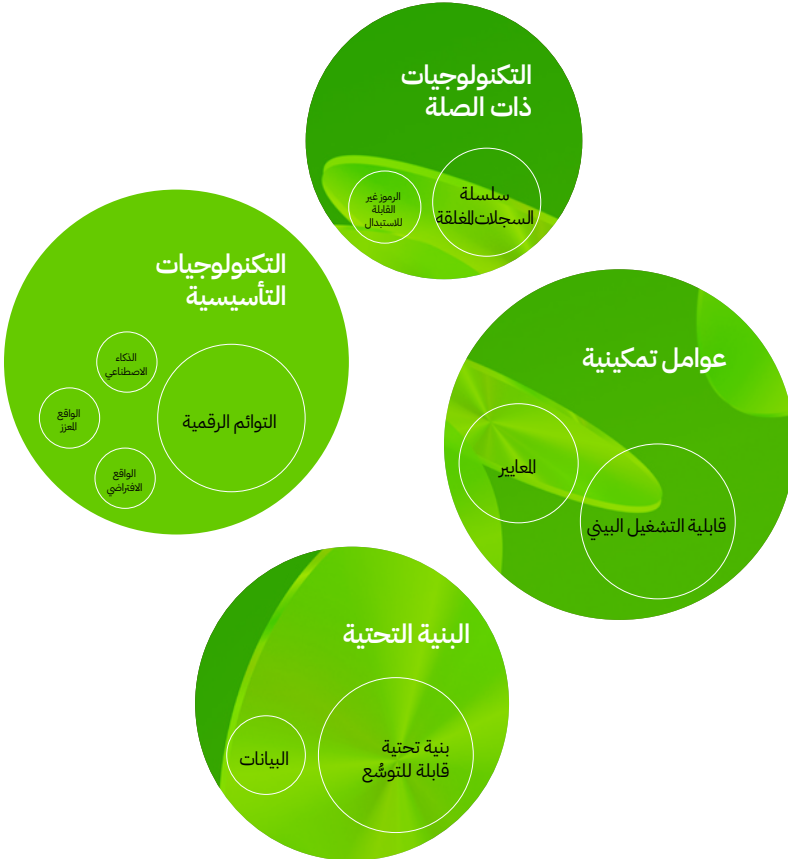 التكنولوجيات
ذات الصلة
سلسلة
السجلات المغلقة
الرموز غير
القابلة
للاستبدال
التكنولوجيات
التأسيسية
الذكاء
الاصطناعي
الواقع
المعزز
الواقع
الافتراضي
التوائم الرقمية
عوامل تمكينية
المعايير
قابلية التشغيل البيني
البنية التحتية
بنية تحتية
قابلة للتوسُّع
البيانات